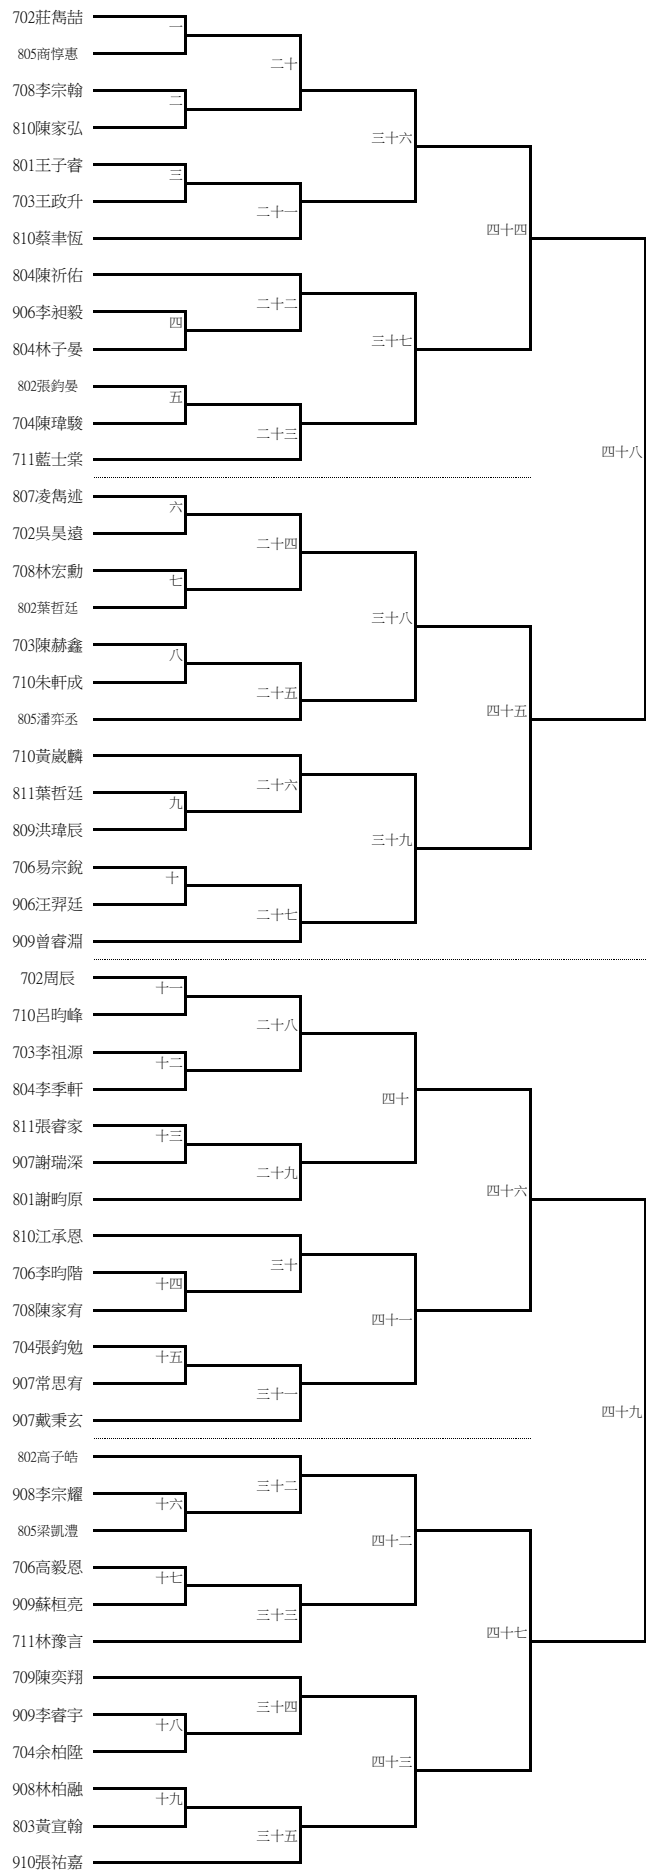 702莊雋喆
一
805商惇惠
二十
708李宗翰
二
810陳家弘
三十六
801王子睿
三
703王政升
二十一
810蔡聿恆
四十四
804陳祈佑
二十二
906李昶毅
四
804林子晏
三十七
802張鈞晏
五
704陳瑋駿
二十三
711藍士棠
四十八
807凌雋述
六
702吳昊遠
二十四
708林宏勳
七
802葉哲廷
三十八
703陳赫鑫
八
710朱軒成
二十五
805潘弈丞
四十五
710黃崴麟
二十六
811葉哲廷
九
809洪瑋辰
三十九
706易宗銳
十
906汪羿廷
二十七
909曾睿淵
702周辰
十一
710呂昀峰
二十八
703李祖源
十二
804李季軒
四十
811張睿家
十三
907謝瑞深
二十九
801謝畇原
四十六
810江承恩
三十
706李昀階
十四
708陳家宥
四十一
704張鈞勉
十五
907常思宥
三十一
907戴秉玄
四十九
802高子皓
三十二
908李宗耀
十六
805梁凱澧
四十二
706高毅恩
十七
909蘇桓亮
三十三
711林豫言
四十七
709陳奕翔
三十四
909李睿宇
十八
704余柏陞
四十三
908林柏融
十九
803黃宣翰
三十五
910張祐嘉